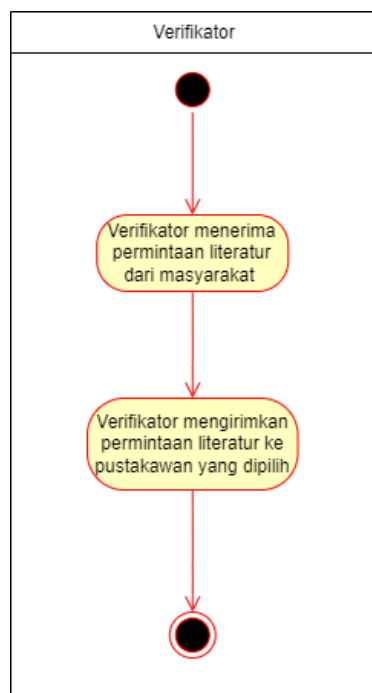 Verifikator
Verifikator menerima
permintaan literatur
dari masyarakat
Verifikator mengirimkan
permintaan literatur ke
pustakawan yang dipilih